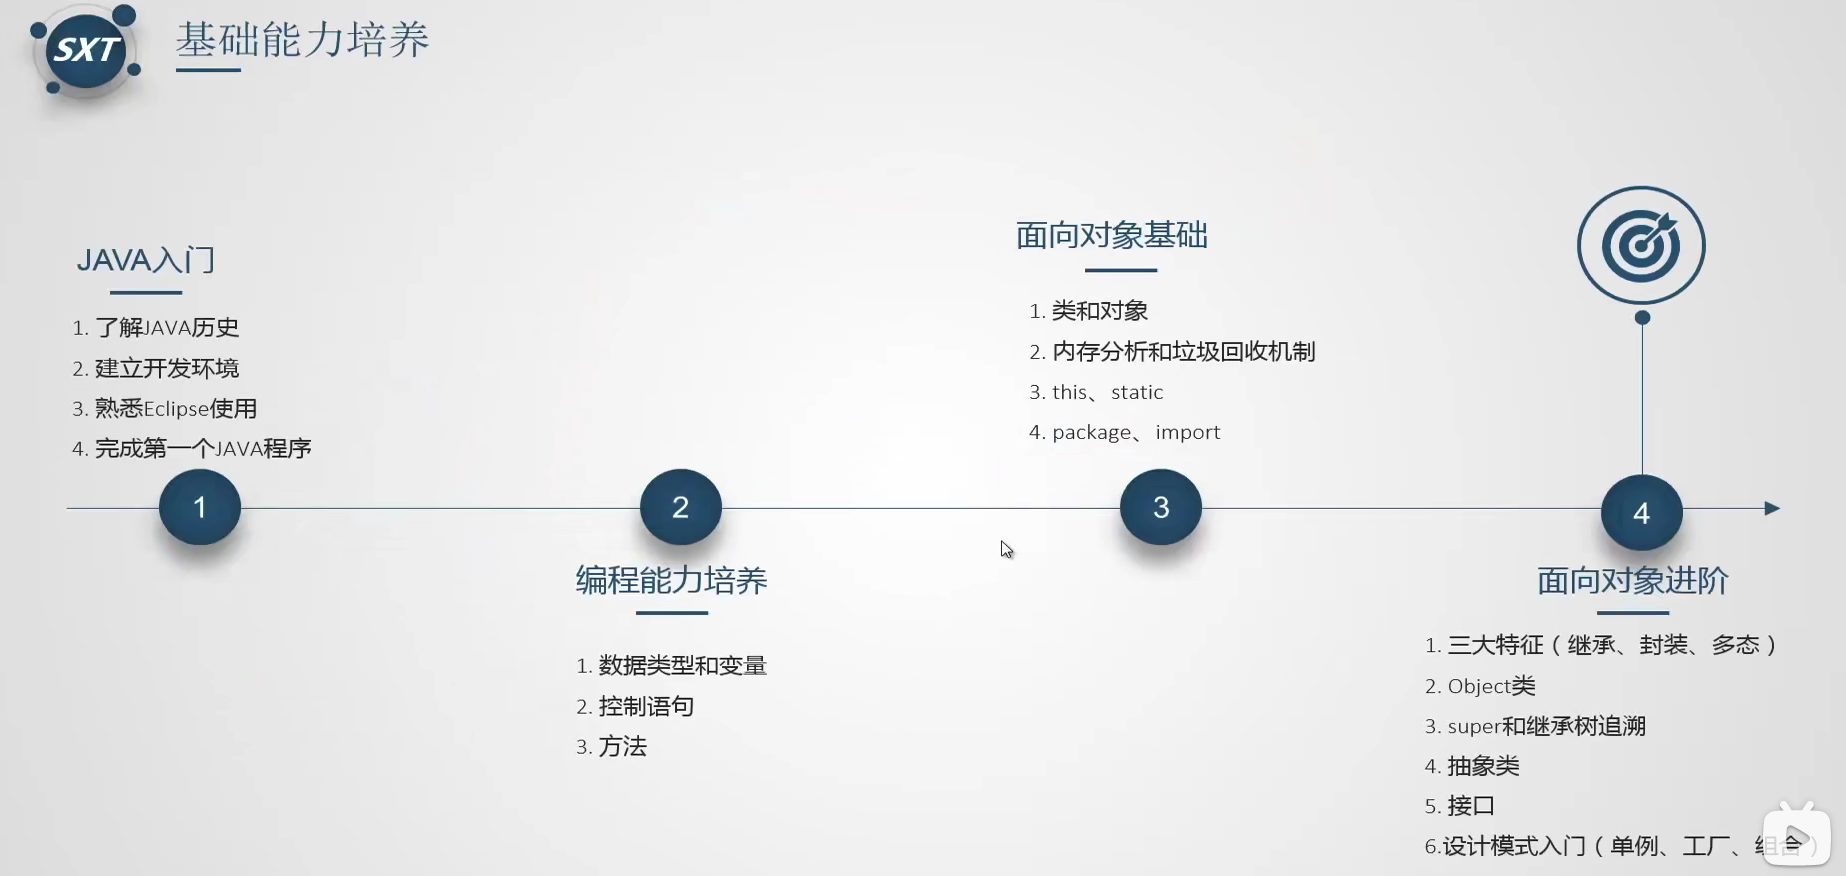 SXT
基础能力培养
JAVA入门
1. 了解JAVA历史
2. 建立开发环境
3. 熟悉Eclipse使用
4. 完成第一个JAVA程序
1
2
编程能力培养
1. 数据类型和变量
2. 控制语句
3. 方法
面向对象基础
1. 类和对象
2. 内存分析和垃圾回收机制
3. this、static
4. package、import
3
4
面向对象进阶
1. 三大特征（继承、封装、多态）
2. Object类
3. super和继承树追溯
4. 抽象类
5. 接口
6.设计模式入门（单例、工厂、组合）